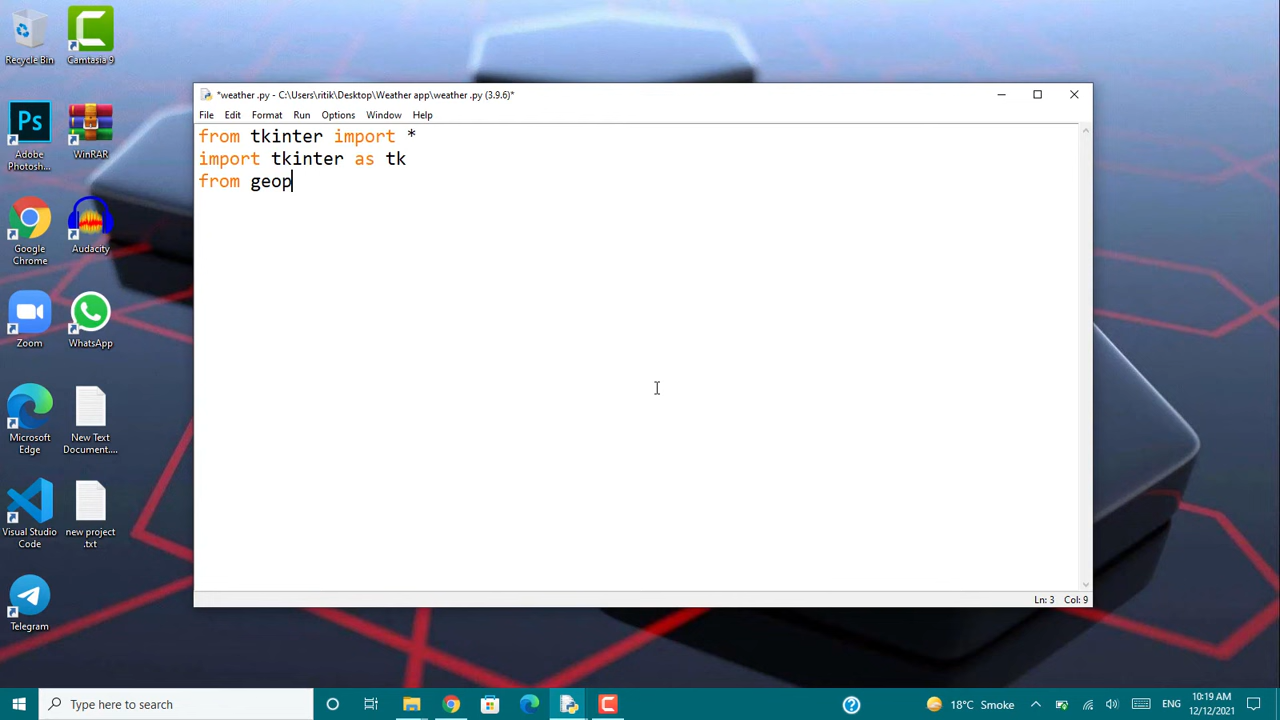 Recycle Bin
Camtasia 9
Ps
Adobe
Photosh...
WinRAR
Google
Chrome
Audacity
Zoom
WhatsApp
Microsoft
Edge
New Text
Document....
Visual Studio
Code
new project
.txt
Telegram
*weather .py - C:\Users\ritik\Desktop\Weather app\weather .py (3.9.6)*
File Edit Format Run Options Window Help
from tkinter import *
import tkinter as tk
from geop
Ln: 3 Col: 9
Type here to search
18°C Smoke
ENG
10:19 AM
12/12/2021